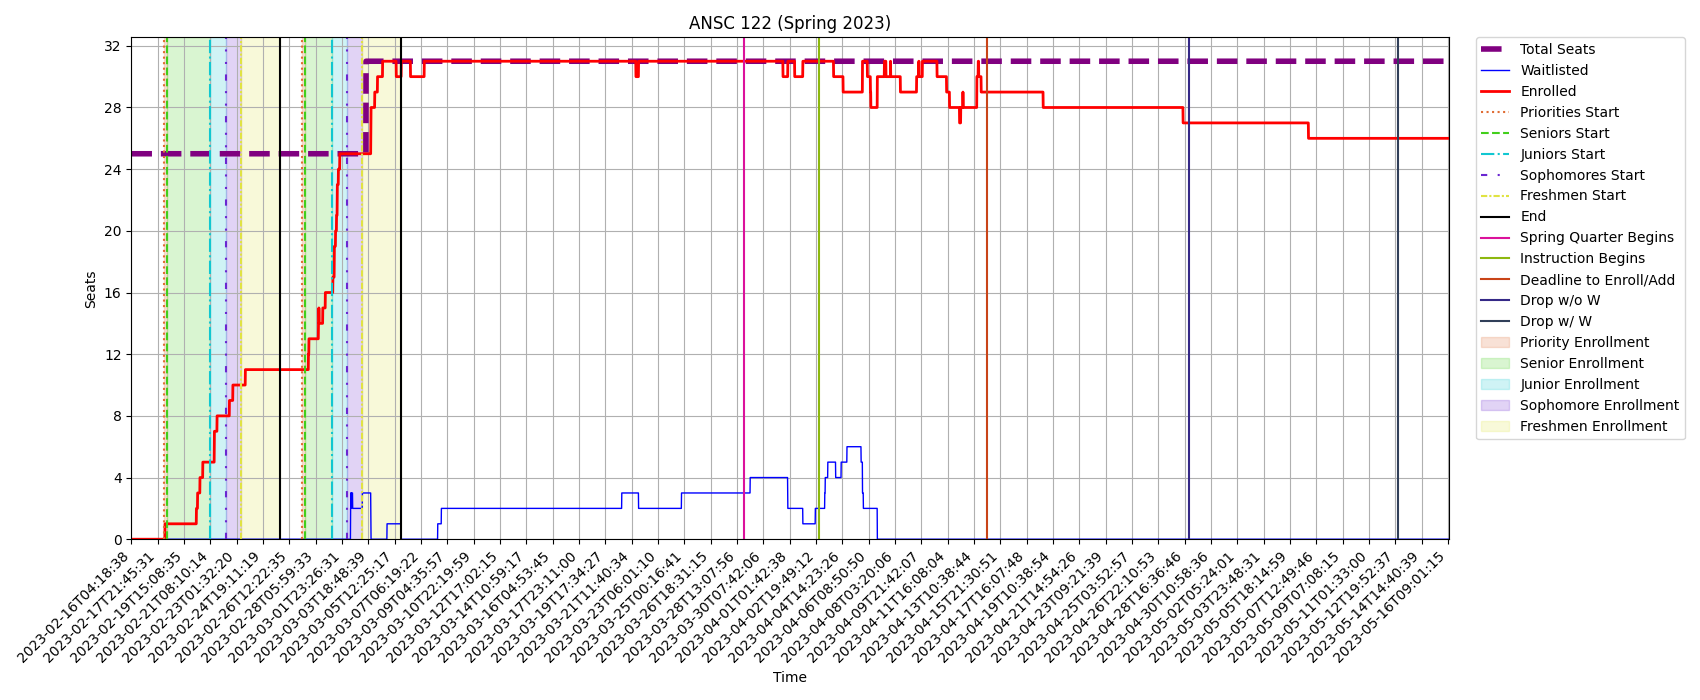 ANSC 122 (Spring 2023)
Seats
32
28
24
20
16
12
8
4
0
2023-02-16T04:18:38
2023-02-17T21:45:31
2023-02-19T15:08:35
2023-02-21T08:10:14
2023-02-23T01:32:20
2023-02-24T19:11:19
2023-02-26T12:22:35
2023-02-28T05:59:33
2023-03-01T23:26:31
2023-03-03T18:48:39
2023-03-05T12:25:17
2023-03-07T06:19:22
2023-03-09T04:35:57
2023-03-12T17:02:15
2023-03-14T10:59:17
2023-03-16T04:53:45
2023-03-17T23:11:00
2023-03-19T17:34:27
2023-03-21T11:40:34
2023-03-23T06:01:10
2023-03-25T00:16:41
2023-03-26T18:31:15
2023-03-28T13:07:56
2023-03-30T07:42:06
2023-04-01T01:42:38
2023-04-02T19:49:12
2023-04-04T14:23:26
2023-04-06T08:50:50
2023-04-08T03:20:06
2023-04-09T21:42:07
2023-04-11T16:08:04
2023-04-13T10:38:44
2023-04-15T21:30:51
2023-04-17T16:07:48
2023-04-19T10:38:54
2023-04-21T14:54:26
2023-04-23T09:21:39
2023-04-25T03:52:57
2023-04-26T22:10:53
2023-04-28T16:36:46
2023-04-30T10:58:36
2023-05-02T05:24:01
2023-05-03T23:48:31
2023-05-05T18:14:59
2023-05-07T12:49:46
2023-05-09T07:08:15
2023-05-11T01:33:00
2023-05-12T19:52:37
2023-05-14T14:40:39
2023-05-16T09:01:15
Time
Total Seats
Waitlisted
Enrolled
Priorities Start
Seniors Start
Juniors Start
Sophomores Start
Freshmen Start
End
Spring Quarter Begins
Instruction Begins
Deadline to Enroll/Add
Drop w/o W
Drop w/ W
Priority Enrollment
Senior Enrollment
Junior Enrollment
Sophomore Enrollment
Freshmen Enrollment